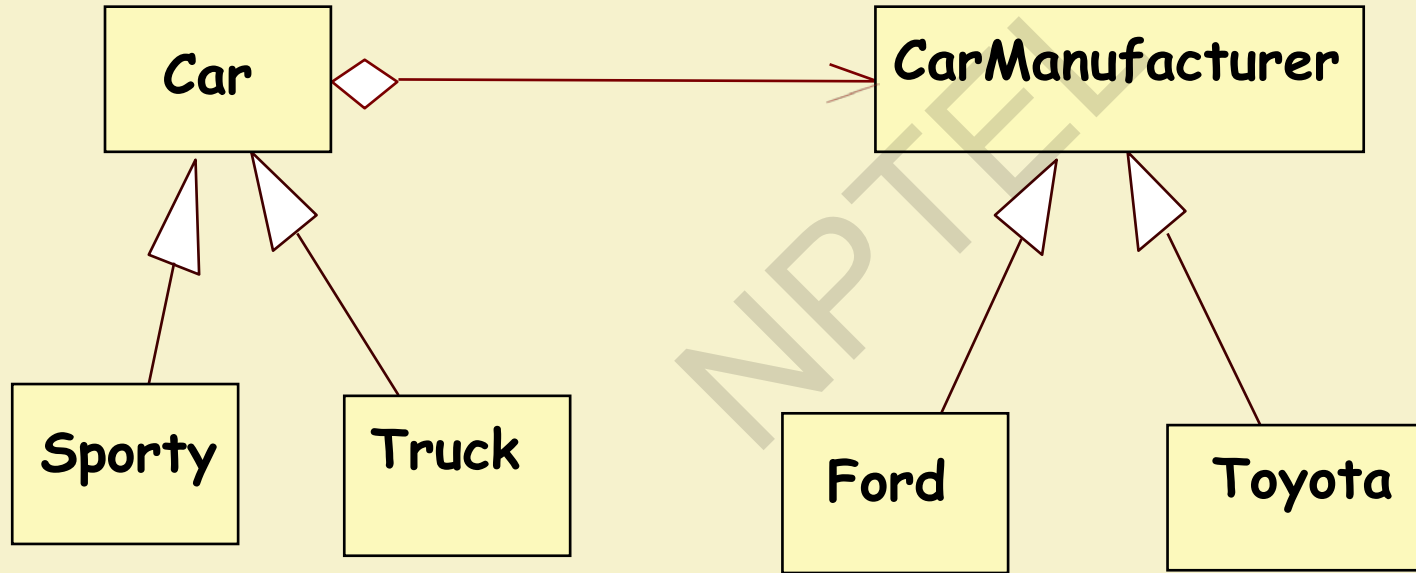 Car
CarManufacturer
NPTEL
Sporty
Truck
Ford
Toyota